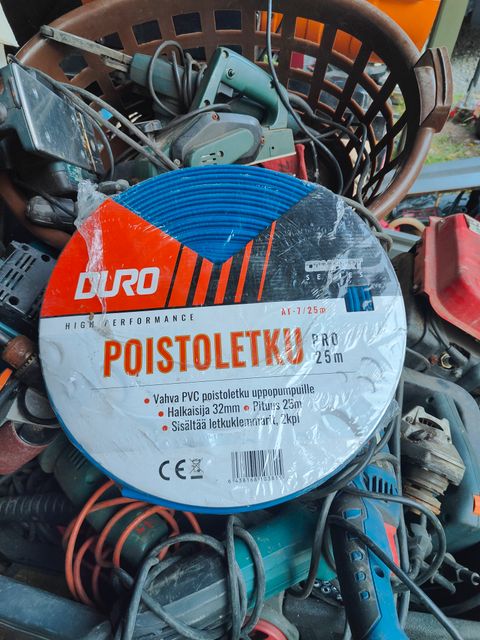 DURO
COMFORT
SERIES
HIGH PERFORMANCE
AT-7/25m
POISTOLETKU PRO
25m
• Vahva PVC poistoletku uppopumpuille
• Halkaisija 32mm • Pituus 25m
• Sisältää letkuklemmarit, 2kpl
CE